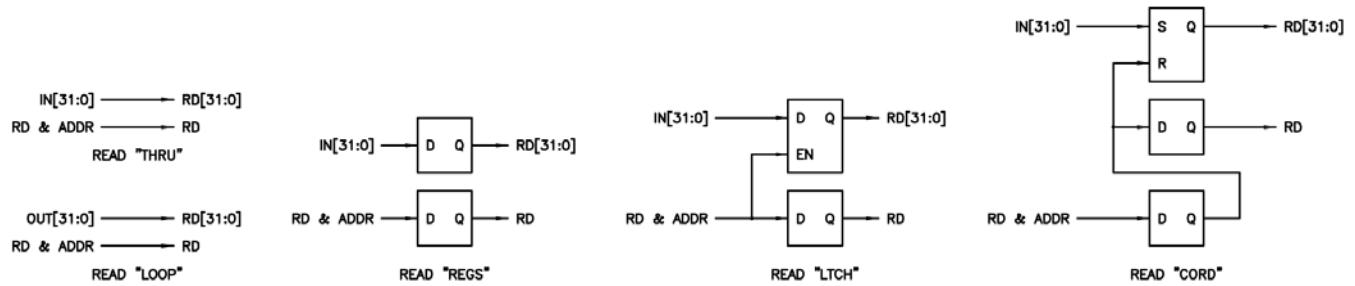 IN[31:0] RD[31:0]
RD & ADDR RD
READ "THRU"
OUT[31:0] RD[31:0]
RD & ADDR RD
READ "LOOP"
IN[31:0] D Q RD[31:0]
RD & ADDR D Q RD
READ "REGS"
IN[31:0] D Q RD[31:0]
EN
RD & ADDR D Q RD
READ "LTCH"
IN[31:0] S Q RD[31:0]
R
D Q RD
RD & ADDR D Q
READ "CORD"